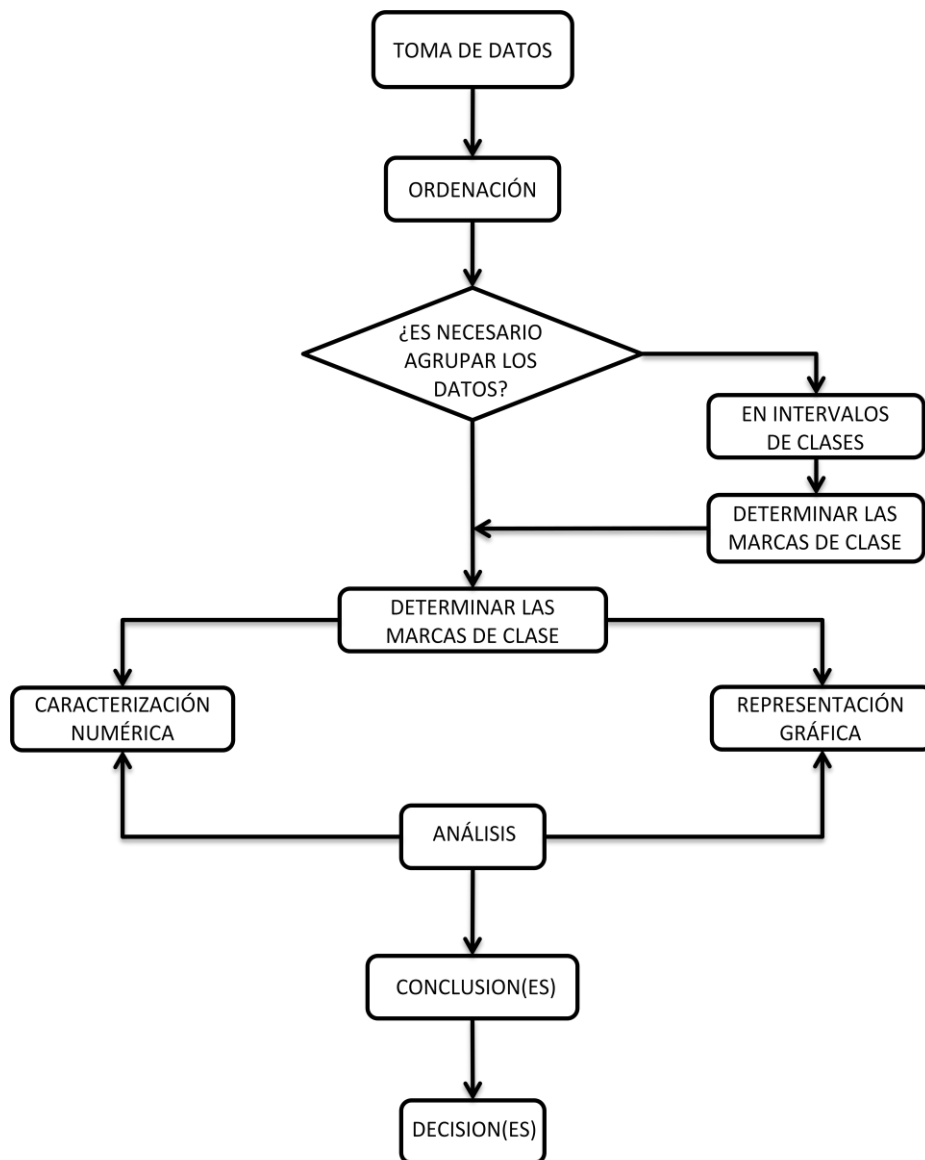 TOMA DE DATOS
ORDENACIÓN
¿ES NECESARIO
AGRUPAR LOS
DATOS?
EN INTERVALOS
DE CLASES
DETERMINAR LAS
MARCAS DE CLASE
DETERMINAR LAS
MARCAS DE CLASE
CARACTERIZACIÓN
NUMÉRICA
REPRESENTACIÓN
GRÁFICA
ANÁLISIS
CONCLUSION(ES)
DECISION(ES)